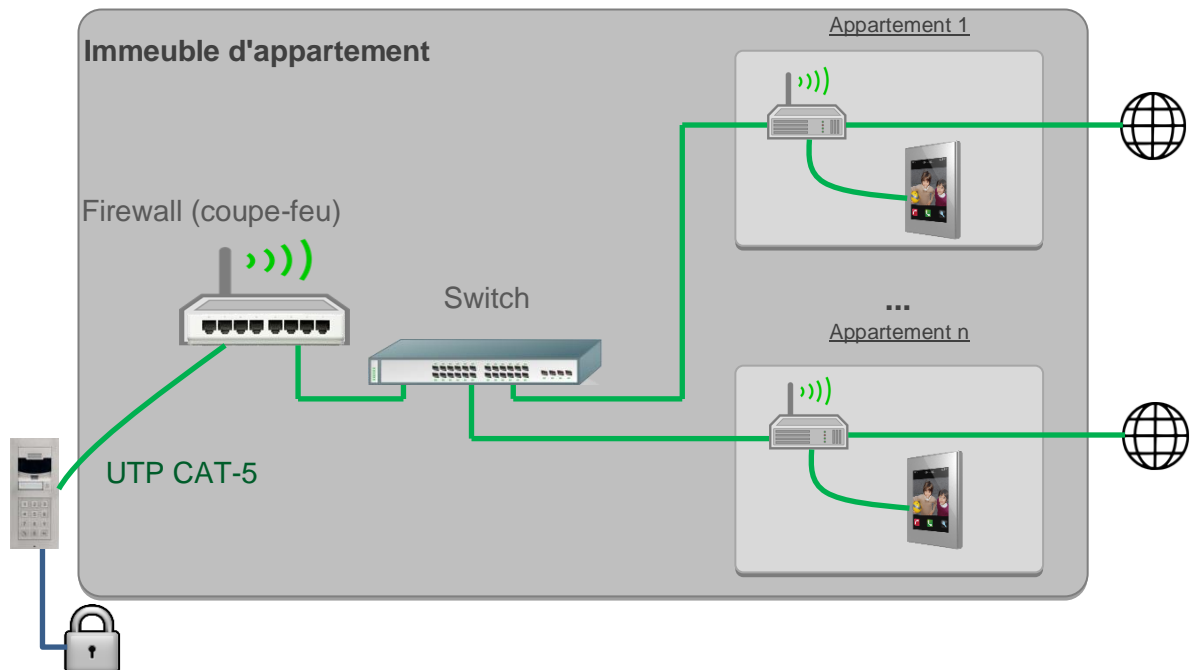 Appartement 1
Immeuble d'appartement
Firewall (coupe-feu)
Switch
...
Appartement n
UTP CAT-5